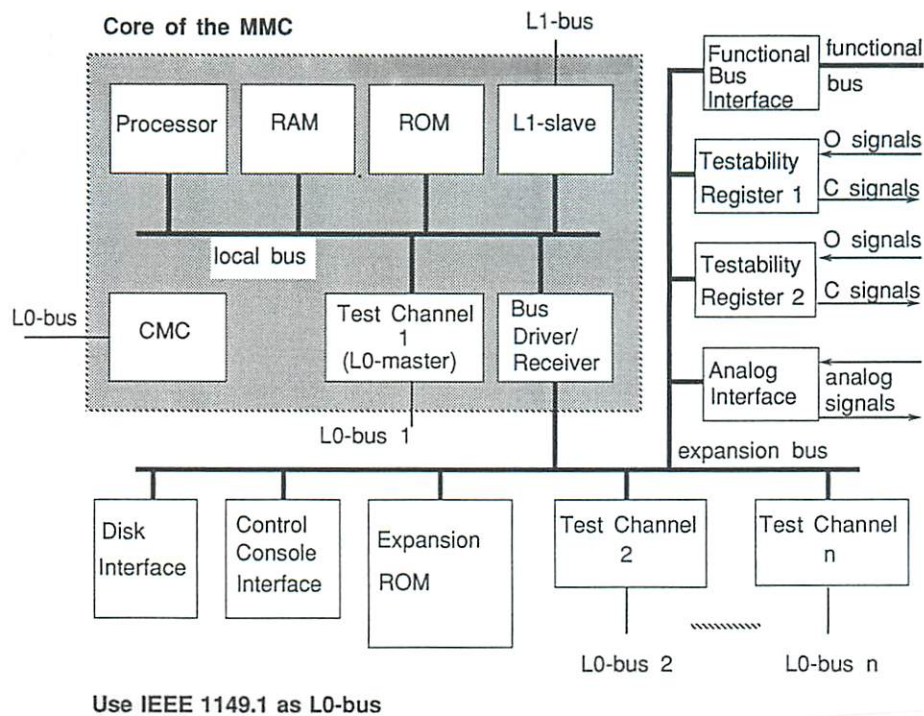 Core of the MMC
L1-bus
Processor
RAM
ROM
L1-slave
local bus
L0-bus
CMC
Test Channel
1
(L0-master)
Bus
Driver/
Receiver
L0-bus 1
Functional
Bus
Interface
functional
bus
Testability
Register 1
O signals
C signals
Testability
Register 2
O signals
C signals
Analog
Interface
analog
signals
expansion bus
Disk
Interface
Control
Console
Interface
Expansion
ROM
Test Channel
2
Test Channel
n
L0-bus 2
L0-bus n
Use IEEE 1149.1 as L0-bus